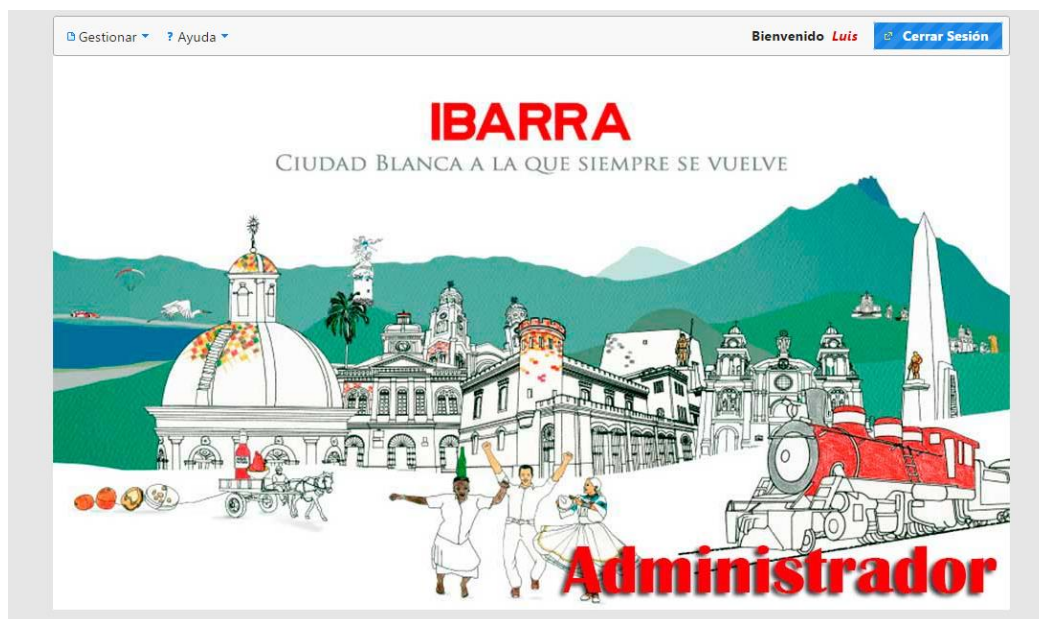 Gestionar ? Ayuda Bienvenido Luis Cerrar Sesión
IBARRA
CIUDAD BLANCA A LA QUE SIEMPRE SE VUELVE
Administrador